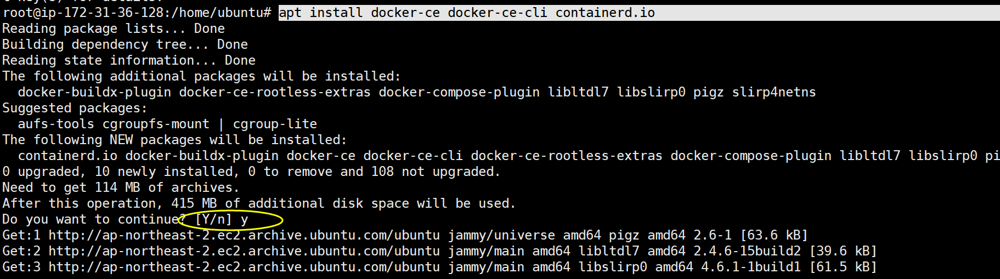 root@ip-172-31-36-128:/home/ubuntu# apt install docker-ce docker-ce-cli containerd.io
Reading package lists... Done
Building dependency tree... Done
Reading state information... Done
The following additional packages will be installed:
  docker-buildx-plugin docker-ce-rootless-extras docker-compose-plugin libltdl7 libslirp0 pigz slirp4netns
Suggested packages:
  aufs-tools cgroupfs-mount | cgroup-lite
The following NEW packages will be installed:
  containerd.io docker-buildx-plugin docker-ce docker-ce-cli docker-ce-rootless-extras docker-compose-plugin libltdl7 libslirp0 pi
0 upgraded, 10 newly installed, 0 to remove and 108 not upgraded.
Need to get 114 MB of archives.
After this operation, 415 MB of additional disk space will be used.
Do you want to continue? [Y/n] y
Get:1 http://ap-northeast-2.ec2.archive.ubuntu.com/ubuntu jammy/universe amd64 pigz amd64 2.6-1 [63.6 kB]
Get:2 http://ap-northeast-2.ec2.archive.ubuntu.com/ubuntu jammy/main amd64 libltdl7 amd64 2.4.6-15build2 [39.6 kB]
Get:3 http://ap-northeast-2.ec2.archive.ubuntu.com/ubuntu jammy/main amd64 libslirp0 amd64 4.6.1-1build1 [61.5 kB]